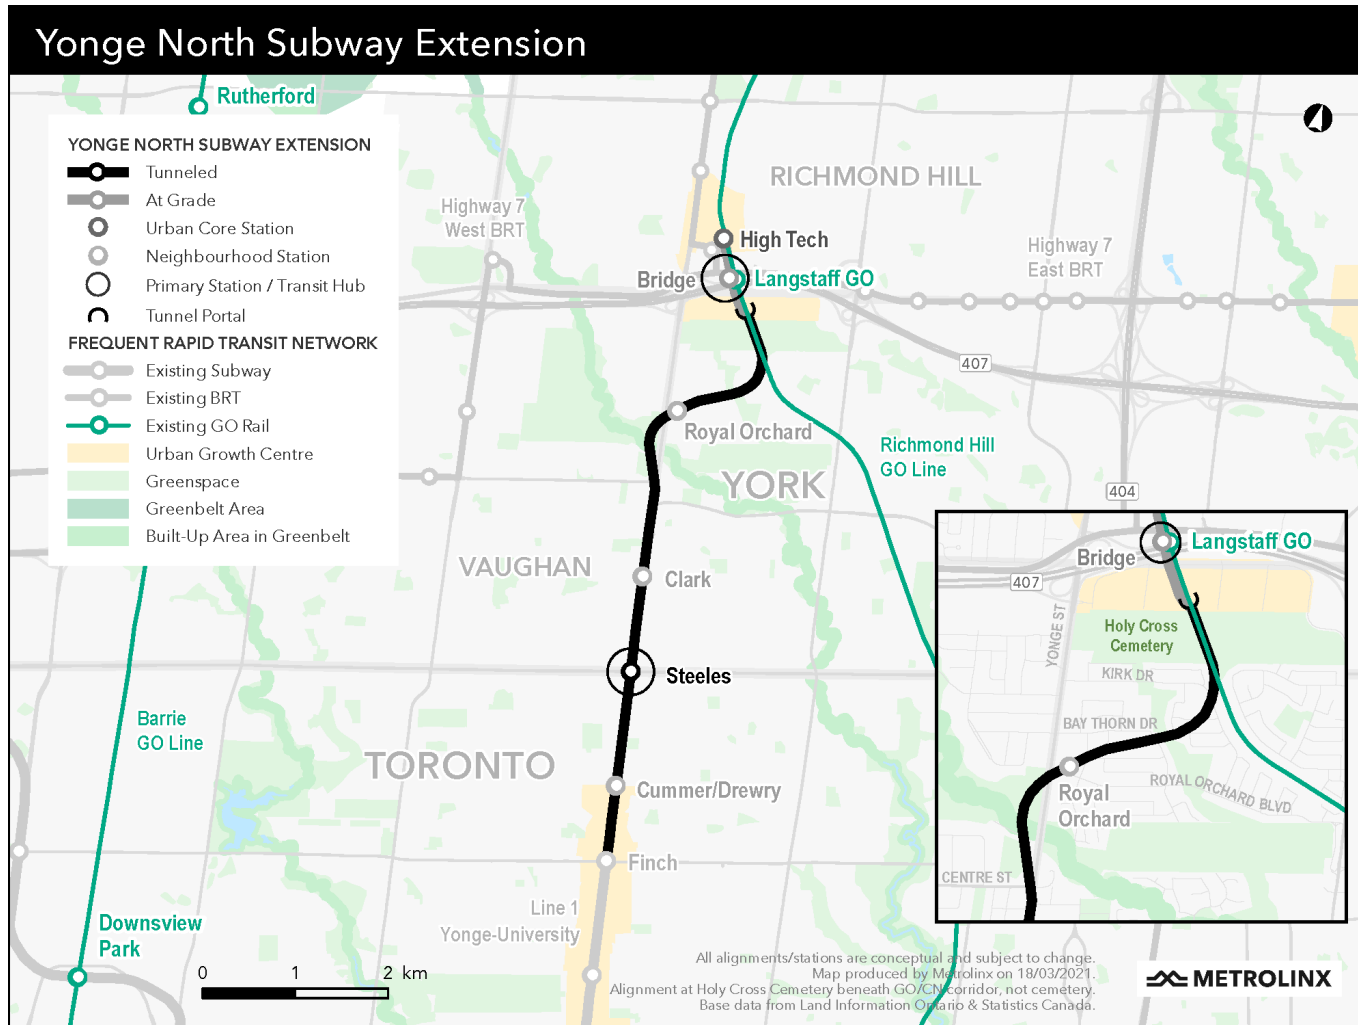 Yonge North Subway Extension
Rutherford
YONGE NORTH SUBWAY EXTENSION
Tunneled
At Grade
Urban Core Station
Neighbourhood Station
Primary Station / Transit Hub
Tunnel Portal
FREQUENT RAPID TRANSIT NETWORK
Existing Subway
Existing BRT
Existing GO Rail
Urban Growth Centre
Greenspace
Greenbelt Area
Built-Up Area in Greenbelt
Highway 7
West BRT
RICHMOND HILL
High Tech
Bridge
Langstaff GO
Highway 7
East BRT
407
Royal Orchard
Richmond Hill
GO Line
YORK
404
VAUGHAN
Clark
Steeles
Barrie
GO Line
TORONTO
Cummer/Drewry
Finch
Line 1
Yonge-University
Downsview
Park
0 1 2 km
Langstaff GO
Bridge
407
YONGE ST
Holy Cross
Cemetery
KIRK DR
BAY THORN DR
ROYAL ORCHARD BLVD
Royal
Orchard
CENTRE ST
All alignments/stations are conceptual and subject to change.
Map produced by Metrolinx on 18/03/2021.
Alignment at Holy Cross Cemetery beneath GO/CN corridor, not cemetery.
Base data from Land Information Ontario & Statistics Canada.
METROLINX